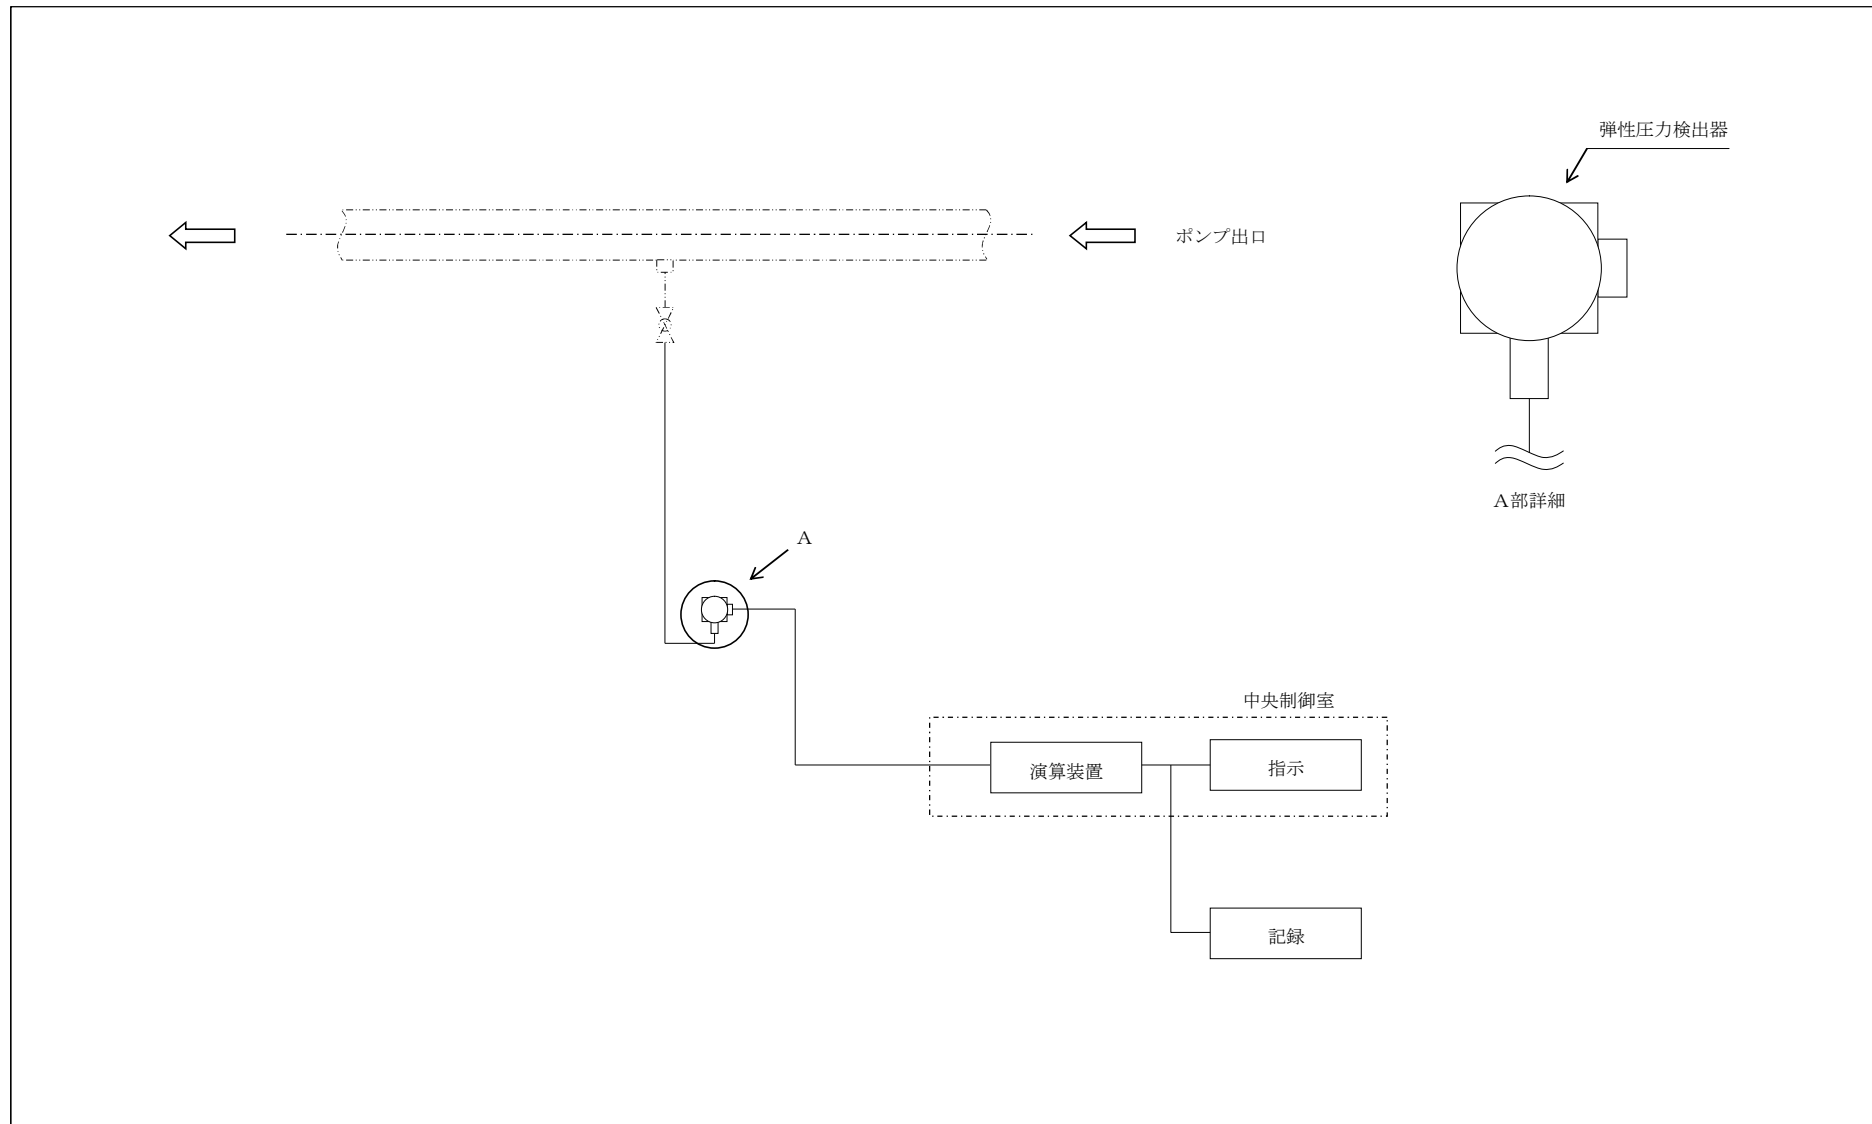 弾性圧力検出器
ポンプ出口
A部詳細
A
中央制御室
演算装置
指示
記録